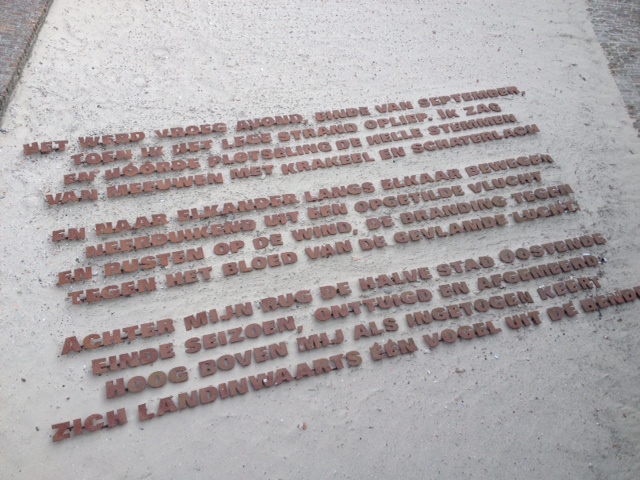 HET WERD VROEG AVOND, EINDE VAN SEPTEMBER,
TOEN IK HET LEGE STRAND OPLIEP. IK ZAG
EN HOORDE PLOTSELING DE HELLE STEMMEN
VAN MEEUWEN MET KRAKEEL EN SCHATERLACH
EN NAAR ELKANDER LANGS ELKAAR BEWEGEN
NEERDUIKEND UIT EEN OPGETILDE VLUCHT
EN RUSTEN OP DE WIND, DE BRANDING TEGEN
TEGEN HET BLOED VAN DE GEVLAMDE LUCHT.
ACHTER MIJN RUG DE HALVE STAD OOSTENDE
EINDE SEIZOEN, ONTTUIGD EN AFGEMEERD.
HOOG BOVEN MIJ ALS INGETOGEN KEERT
ZICH LANDINWAARTS ÉÉN VOGEL UIT DE BENDE